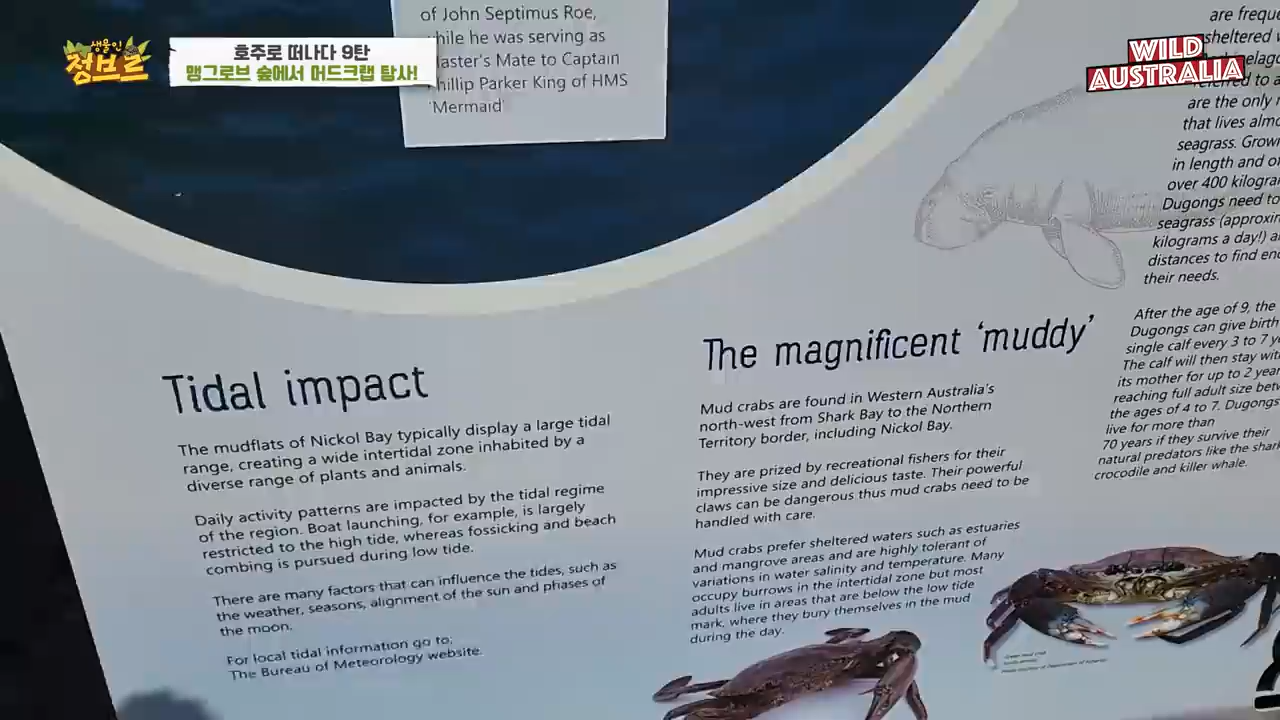 생물인
정브르
호주로 떠나다 9탄
맹그로브 숲에서 머드크랩 탐사!
WILD
AUSTRALIA
of John Septimus Roe,
while he was serving as
Master's Mate to Captain
Phillip Parker King of HMS
'Mermaid'
Tidal impact
The mudflats of Nickol Bay typically display a large tidal
range, creating a wide intertidal zone inhabited by a
diverse range of plants and animals.
Daily activity patterns are impacted by the tidal regime
of the region. Boat launching, for example, is largely
restricted to the high tide, whereas fossicking and beach
combing is pursued during low tide.
There are many factors that can influence the tides, such as
the weather, seasons, alignment of the sun and phases of
the moon.
For local tidal information go to;
The Bureau of Meteorology website.
The magnificent 'muddy'
Mud crabs are found in Western Australia's
north-west from Shark Bay to the Northern
Territory border, including Nickol Bay.
They are prized by recreational fishers for their
impressive size and delicious taste. Their powerful
claws can be dangerous thus mud crabs need to be
handled with care.
Mud crabs prefer sheltered waters such as estuaries
and mangrove areas and are highly tolerant of
variations in water salinity and temperature. Many
occupy burrows in the intertidal zone but most
adults live in areas that are below the low tide
mark, where they bury themselves in the mud
during the day.
are
sheltered
referred to a
are the only
that lives
seagrass.
in length and
over 400
Dugongs need to
seagrass
kilograms a day!)
distances to find
their needs.
After the age of 9, the
Dugongs can give birth
single calf every 3 to 7
The calf will then stay
its mother for up to 2
reaching full adult size
the ages of 4 to 7. Dugongs
live for more than
70 years if they survive their
natural predators like the
crocodile and killer whale.